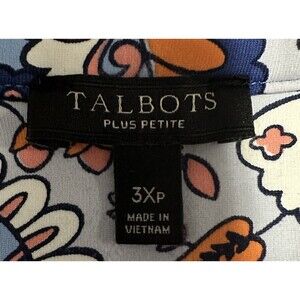 TALBOTS
PLUS PETITE
3XP
MADE IN
VIETNAM